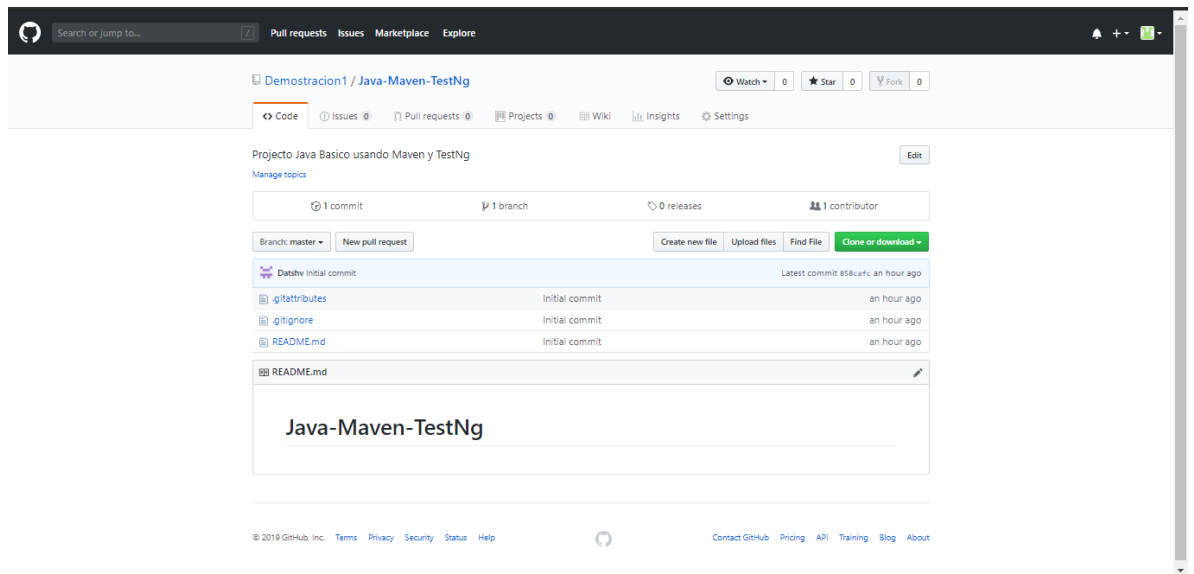 Search or jump to... / Pull requests Issues Marketplace Explore
Demostracion1 / Java-Maven-TestNg Watch 0 Star 0 Fork 0
Code Issues 0 Pull requests 0 Projects 0 Wiki Insights Settings
Projecto Java Basico usando Maven y TestNg Edit
Manage topics
1 commit 1 branch 0 releases 1 contributor
Branch: master New pull request Create new file Upload files Find File Clone or download
Datshv Initial commit Latest commit 858cafc an hour ago
.gitattributes Initial commit an hour ago
.gitignore Initial commit an hour ago
README.md Initial commit an hour ago
README.md
Java-Maven-TestNg
© 2019 GitHub, Inc. Terms Privacy Security Status Help Contact GitHub Pricing API Training Blog About